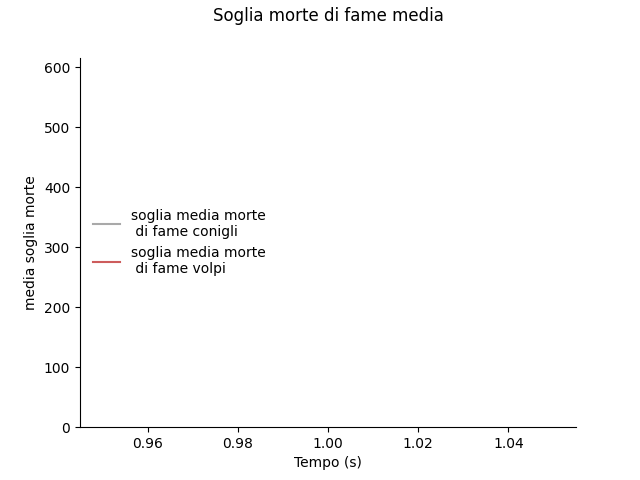 Soglia morte di fame media
600
500
400
300
200
100
0
media soglia morte
soglia media morte
di fame conigli
soglia media morte
di fame volpi
0.96 0.98 1.00 1.02 1.04
Tempo (s)